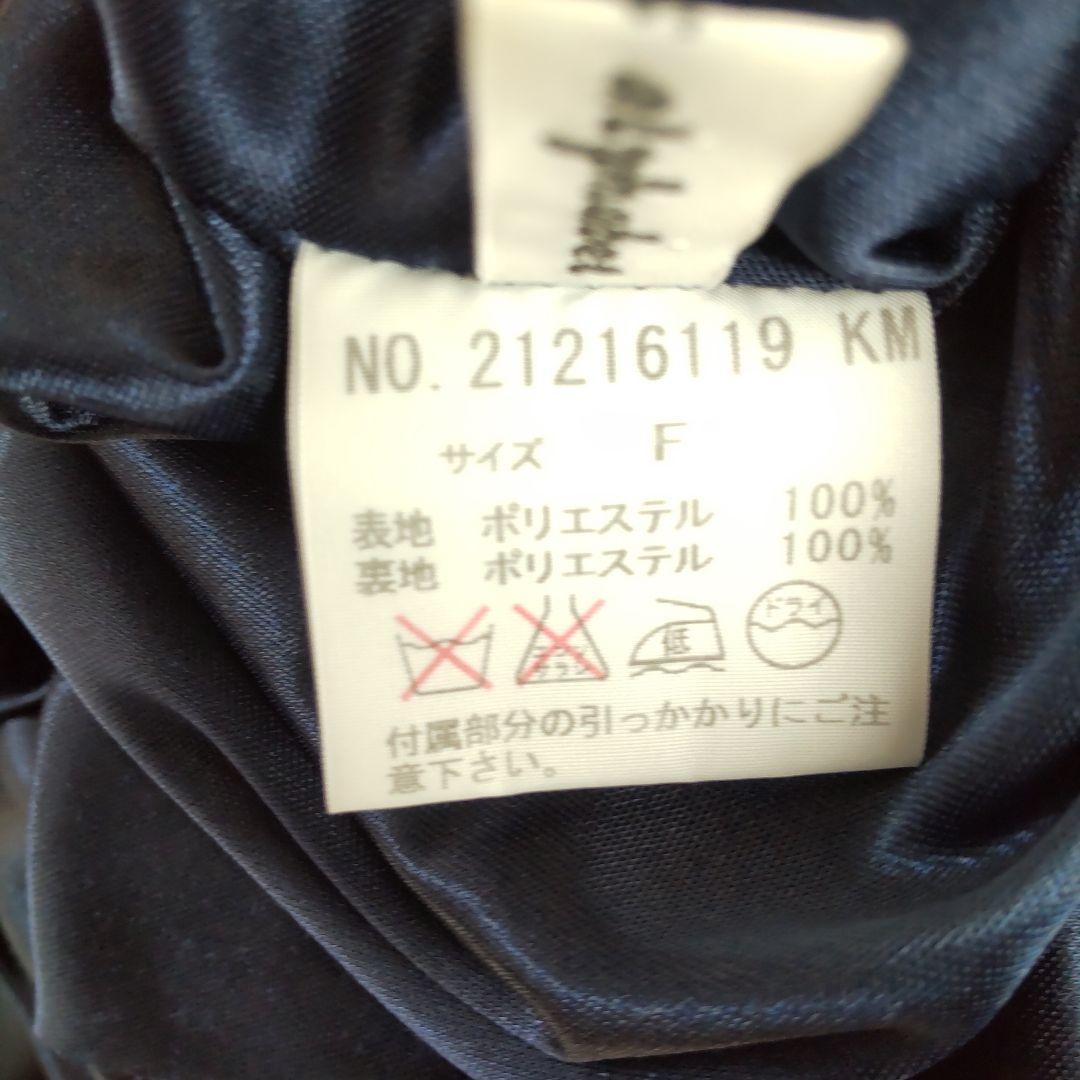 NO. 21216119 KM
サイズ F
表地 ポリエステル 100%
裏地 ポリエステル 100%
低 ドライ
付属部分の引っかかりにご注
意下さい。